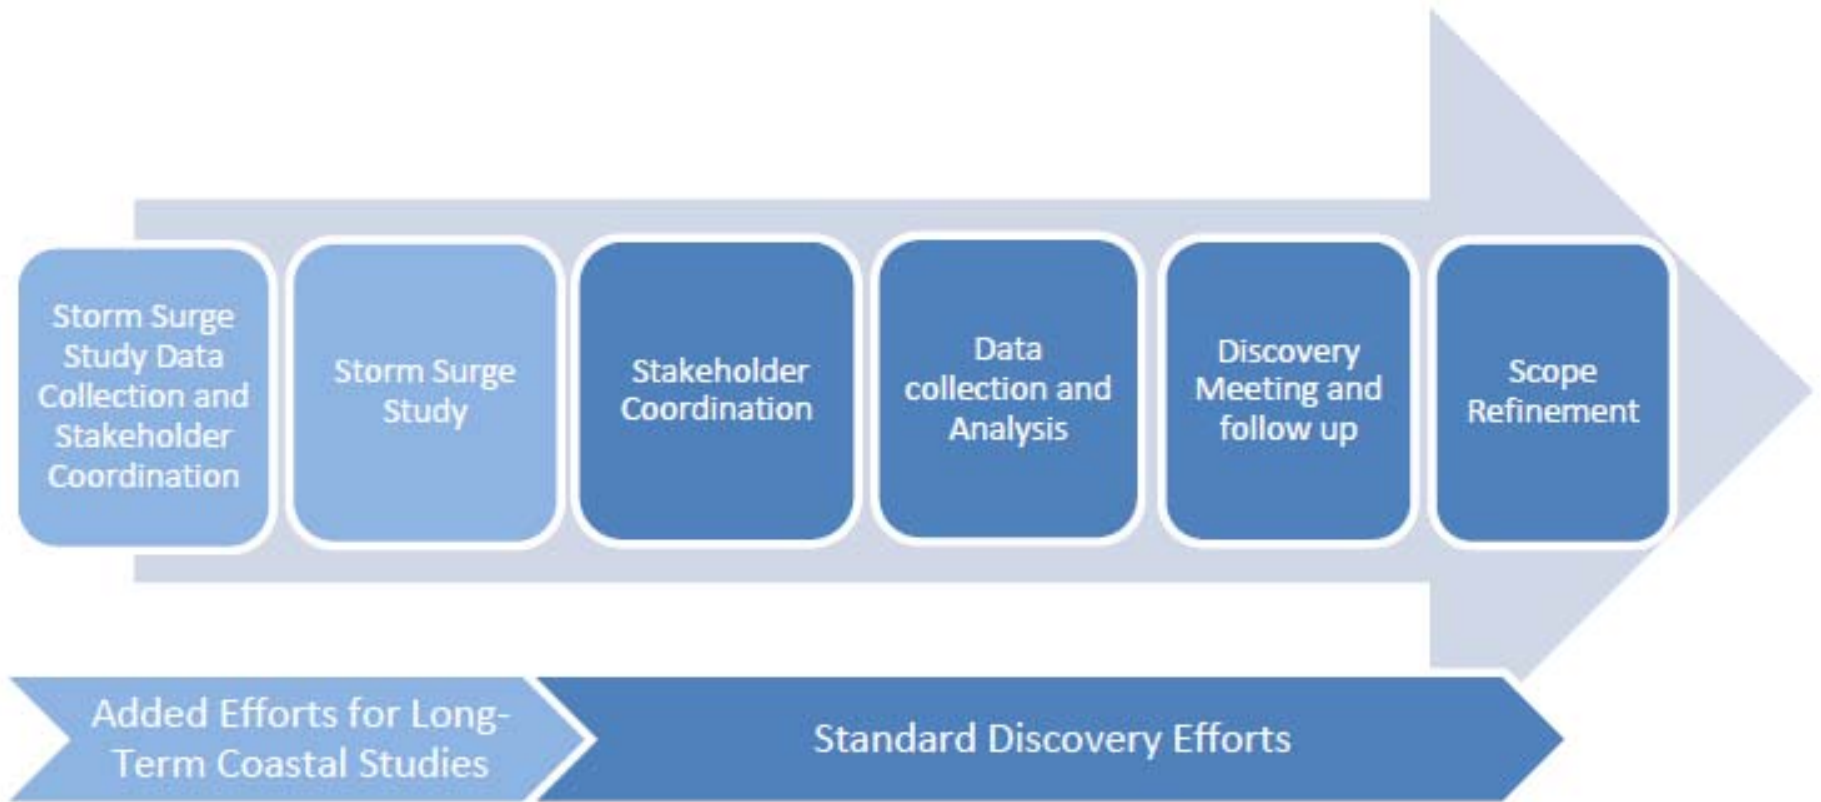 Storm Surge
Study Data
Collection and
Stakeholder
Coordination
Storm Surge
Study
Stakeholder
Coordination
Data
collection and
Analysis
Discovery
Meeting and
follow up
Scope
Refinement
Added Efforts for Long-
Term Coastal Studies
Standard Discovery Efforts